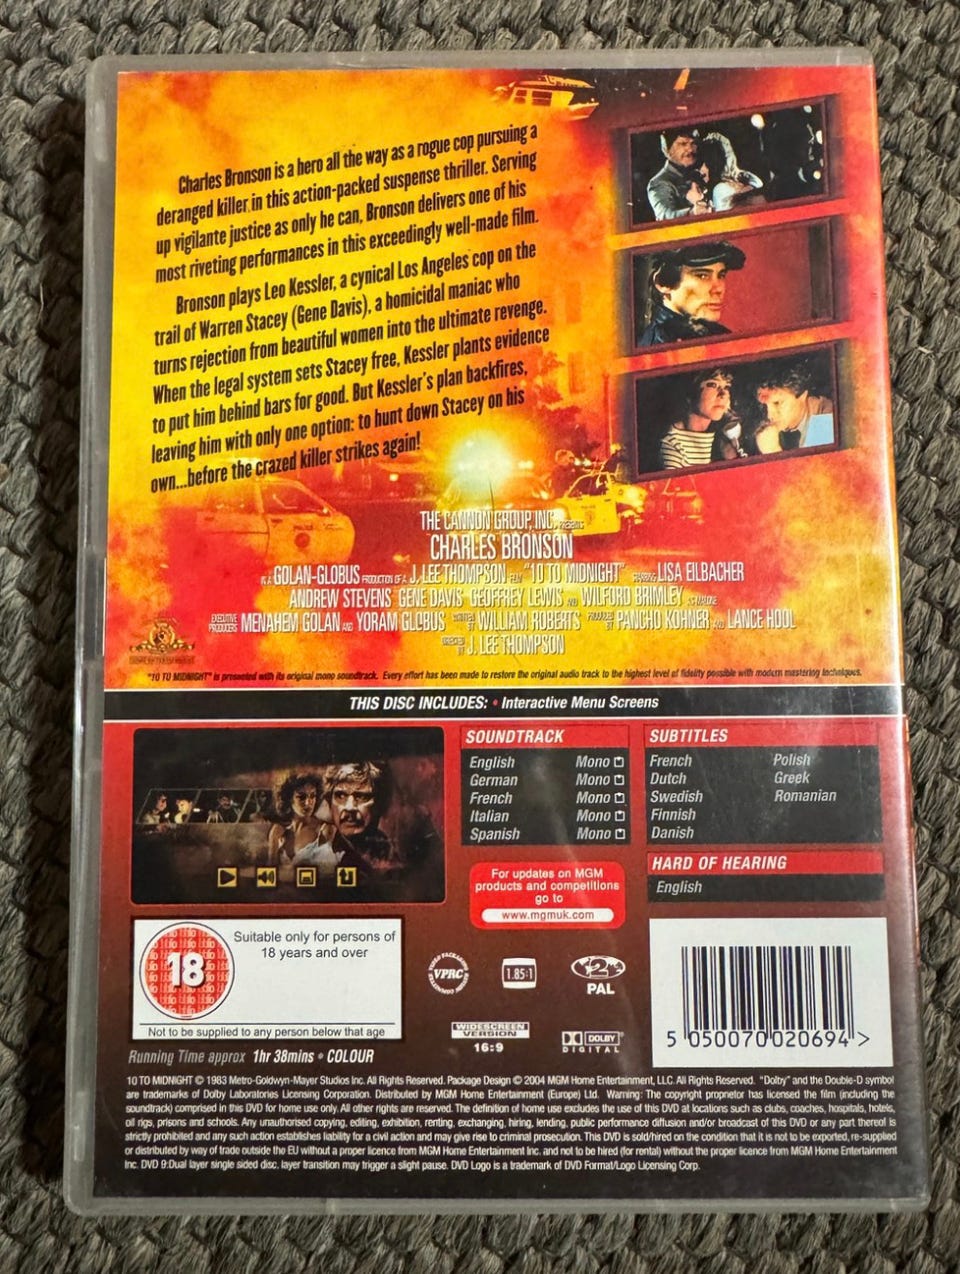 Charles Bronson is a hero all the way as a rogue cop pursuing a
deranged killer in this action-packed suspense thriller. Serving
up vigilante justice as only he can, Bronson delivers one of his
most riveting performances in this exceedingly well-made film.
Bronson plays Leo Kessler, a cynical Los Angeles cop on the
trail of Warren Stacey (Gene Davis), a homicidal maniac who
turns rejection from beautiful women into the ultimate revenge.
When the legal system sets Stacey free, Kessler plants evidence
to put him behind bars for good. But Kessler's plan backfires,
leaving him with only one option: to hunt down Stacey on his
own...before the crazed killer strikes again!
THE CANNON GROUP, INC. PRESENTS
CHARLES BRONSON
IN A GOLAN-GLOBUS PRODUCTION OF A J. LEE THOMPSON FILM "10 TO MIDNIGHT" STARRING LISA EILBACHER
ANDREW STEVENS GENE DAVIS GEOFFREY LEWIS AND WILFORD BRIMLEY AS MALONE
EXECUTIVE PRODUCERS MENAHEM GOLAN AND YORAM GLOBUS WRITTEN BY WILLIAM ROBERTS PRODUCED BY PANCHO KOHNER AND LANCE HOOL
DIRECTED BY J. LEE THOMPSON
"10 TO MIDNIGHT" is presented with its original mono soundtrack. Every effort has been made to restore the original audio track to the highest level of fidelity possible with modern mastering techniques.
THIS DISC INCLUDES: • Interactive Menu Screens
SOUNDTRACK
English Mono
German Mono
French Mono
Italian Mono
Spanish Mono
SUBTITLES
French Polish
Dutch Greek
Swedish Romanian
Finnish
Danish
HARD OF HEARING
English
For updates on MGM
products and competitions
go to
www.mgmuk.com
18
Suitable only for persons of
18 years and over
Not to be supplied to any person below that age
VPRC
1.85:1
2
PAL
WIDESCREEN
VERSION
16:9
DOLBY
DIGITAL
5 050070 020694 >
Running Time approx 1hr 38mins • COLOUR
10 TO MIDNIGHT © 1983 Metro-Goldwyn-Mayer Studios Inc. All Rights Reserved. Package Design © 2004 MGM Home Entertainment, LLC. All Rights Reserved. "Dolby" and the Double-D symbol
are trademarks of Dolby Laboratories Licensing Corporation. Distributed by MGM Home Entertainment (Europe) Ltd. Warning: The copyright proprietor has licensed the film (including the
soundtrack) comprised in this DVD for home use only. All other rights are reserved. The definition of home use excludes the use of this DVD at locations such as clubs, coaches, hospitals, hotels,
oil rigs, prisons and schools. Any unauthorised copying, editing, exhibition, renting, exchanging, hiring, lending, public performance diffusion and/or broadcast of this DVD or any part thereof is
strictly prohibited and any such action establishes liability for a civil action and may give rise to criminal prosecution. This DVD is sold/hired on the condition that it is not to be exported, re-supplied
or distributed by way of trade outside the EU without a proper licence from MGM Home Entertainment Inc. and not to be hired (for rental) without the proper licence from MGM Home Entertainment
Inc. DVD 9:Dual layer single sided disc, layer transition may trigger a slight pause. DVD Logo is a trademark of DVD Format/Logo Licensing Corp.